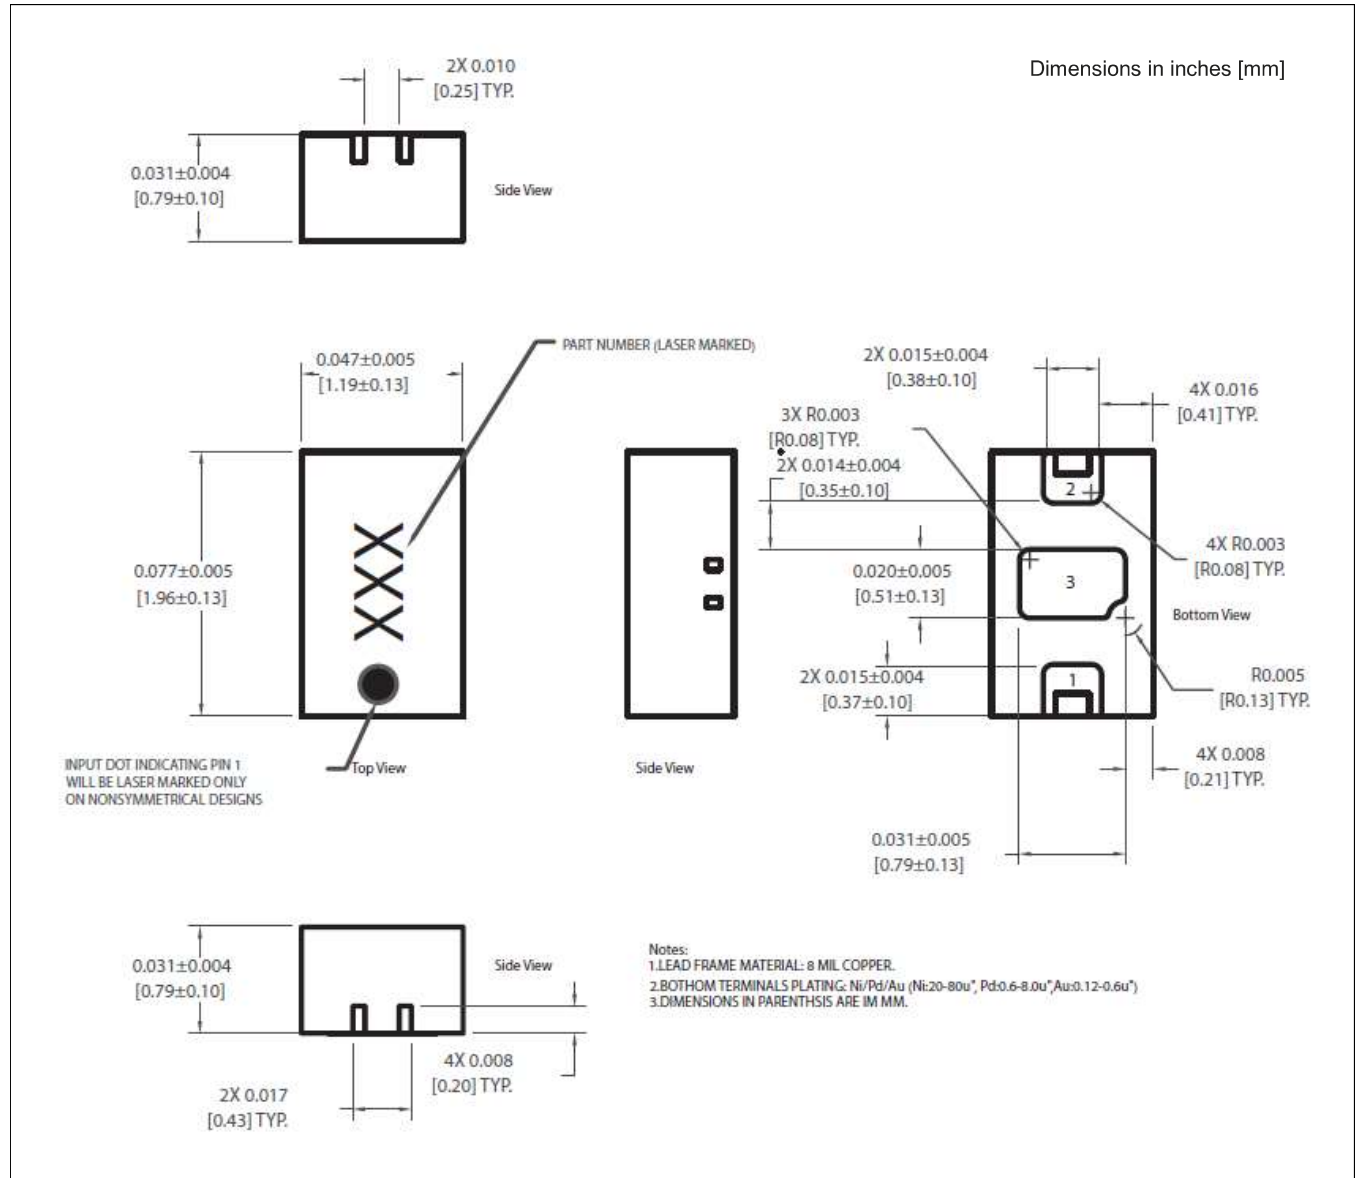 Dimensions in inches [mm]
2X 0.010
[0.25] TYP.
0.031±0.004
[0.79±0.10]
Side View
0.047±0.005
[1.19±0.13]
PART NUMBER (LASER MARKED)
0.077±0.005
[1.96±0.13]
XXX
INPUT DOT INDICATING PIN 1
WILL BE LASER MARKED ONLY
ON NONSYMMETRICAL DESIGNS
Top View
Side View
2X 0.015±0.004
[0.38±0.10]
4X 0.016
[0.41] TYP.
3X R0.003
[R0.08] TYP.
2X 0.014±0.004
[0.35±0.10]
2
4X R0.003
[R0.08] TYP.
0.020±0.005
[0.51±0.13]
3
Bottom View
2X 0.015±0.004
[0.37±0.10]
1
R0.005
[R0.13] TYP.
4X 0.008
[0.21] TYP.
0.031±0.005
[0.79±0.13]
0.031±0.004
[0.79±0.10]
Side View
4X 0.008
[0.20] TYP.
2X 0.017
[0.43] TYP.
Notes:
1.LEAD FRAME MATERIAL: 8 MIL COPPER.
2.BOTHOM TERMINALS PLATING: Ni/Pd/Au (Ni:20-80u", Pd:0.6-8.0u",Au:0.12-0.6u")
3.DIMENSIONS IN PARENTHSIS ARE IM MM.